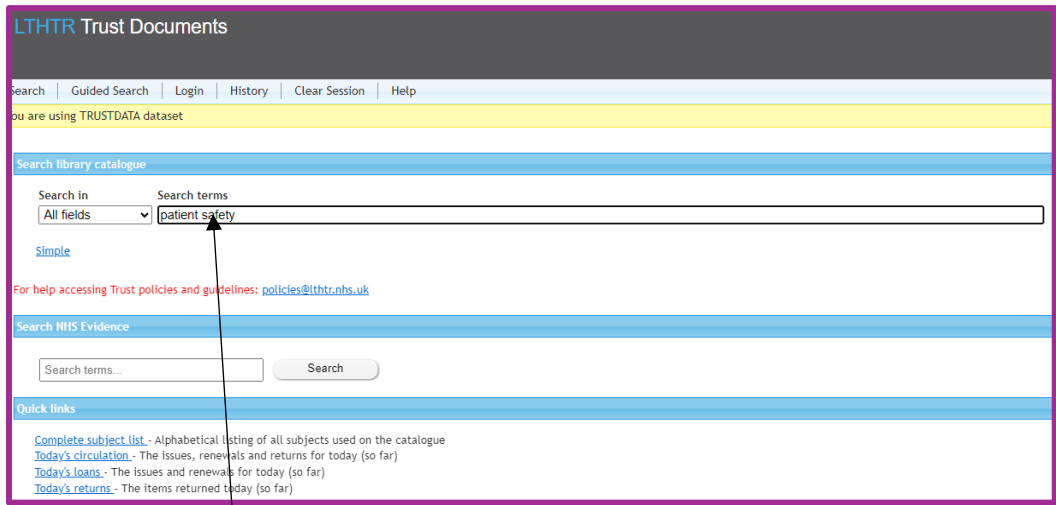 LTHTR Trust Documents
Search Guided Search Login History Clear Session Help
You are using TRUSTDATA dataset
Search library catalogue
Search in Search terms
All fields patient safety
Simple
For help accessing Trust policies and guidelines: policies@lthtr.nhs.uk
Search NHS Evidence
Search terms... Search
Quick links
Complete subject list - Alphabetical listing of all subjects used on the catalogue
Today's circulation - The issues, renewals and returns for today (so far)
Today's loans - The issues and renewals for today (so far)
Today's returns - The items returned today (so far)